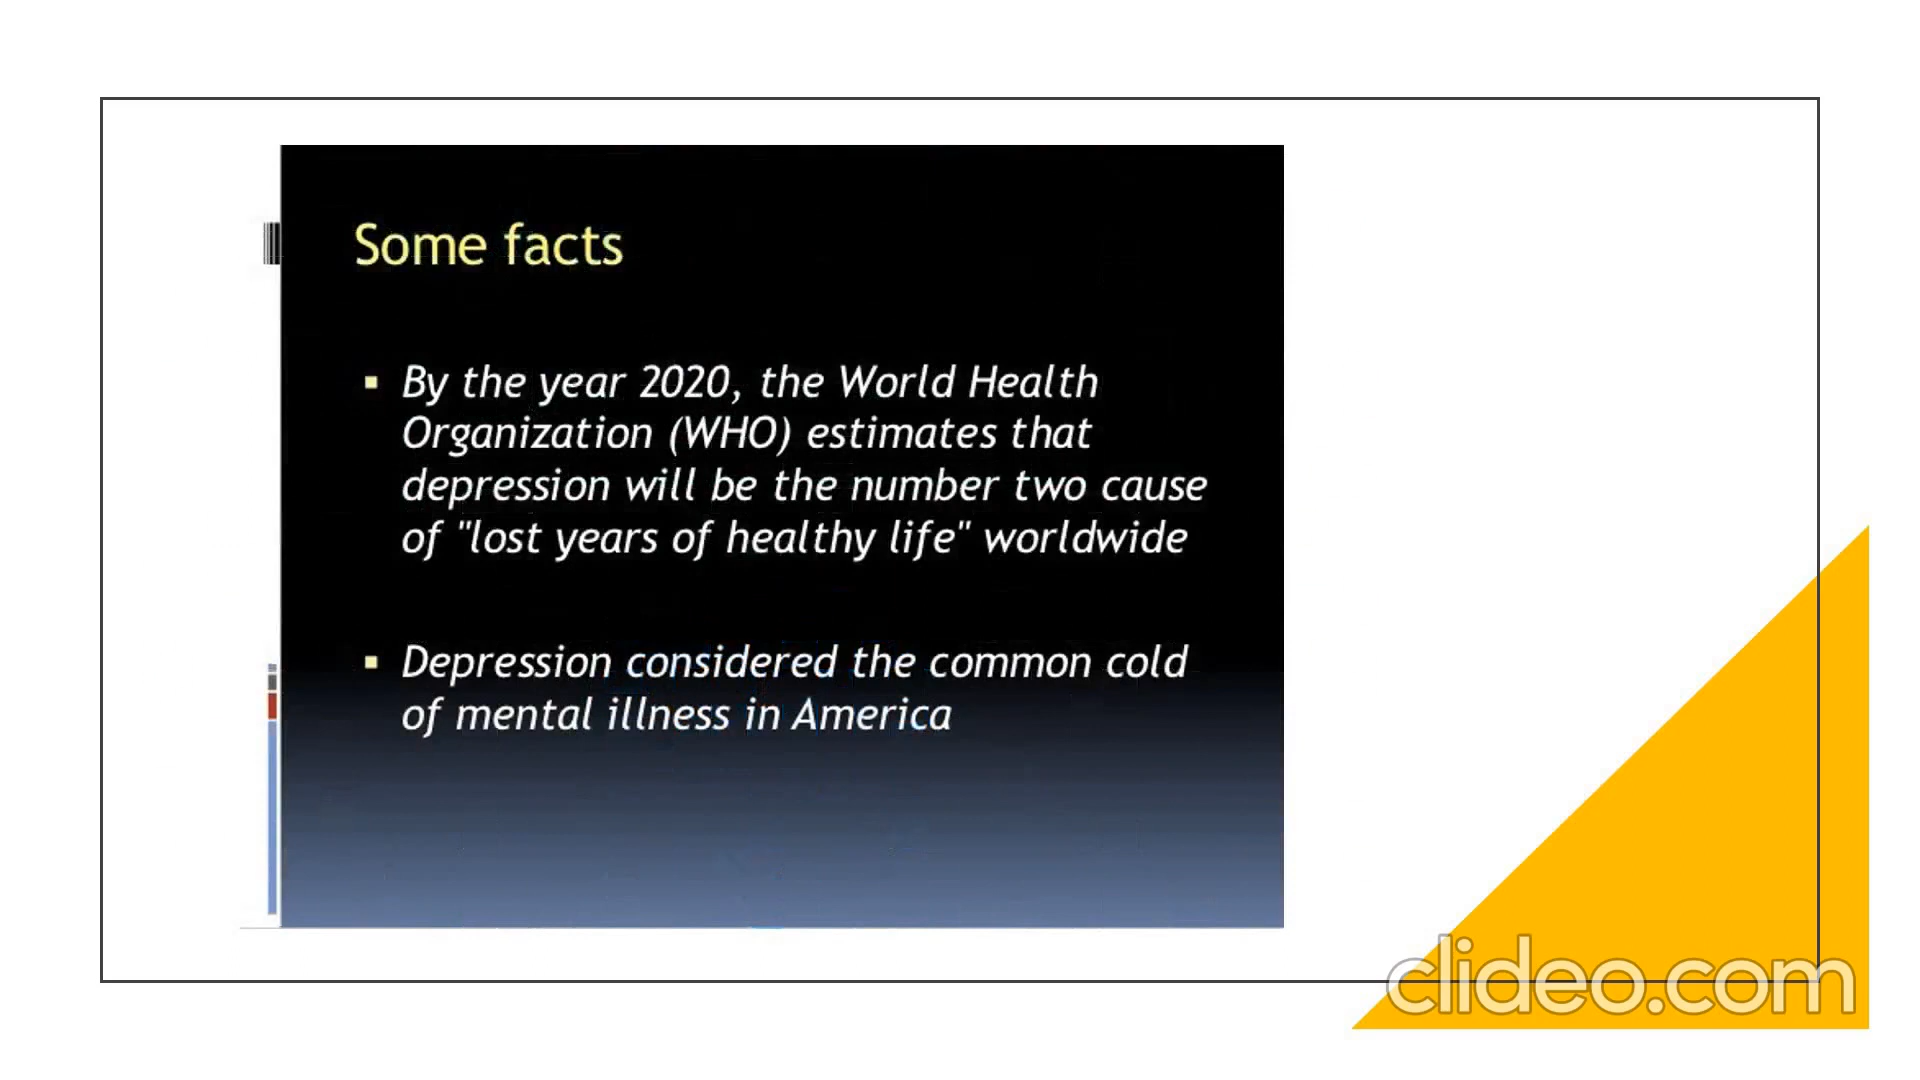 Some facts
▪ By the year 2020, the World Health
Organization (WHO) estimates that
depression will be the number two cause
of "lost years of healthy life" worldwide
▪ Depression considered the common cold
of mental illness in America
clideo.com